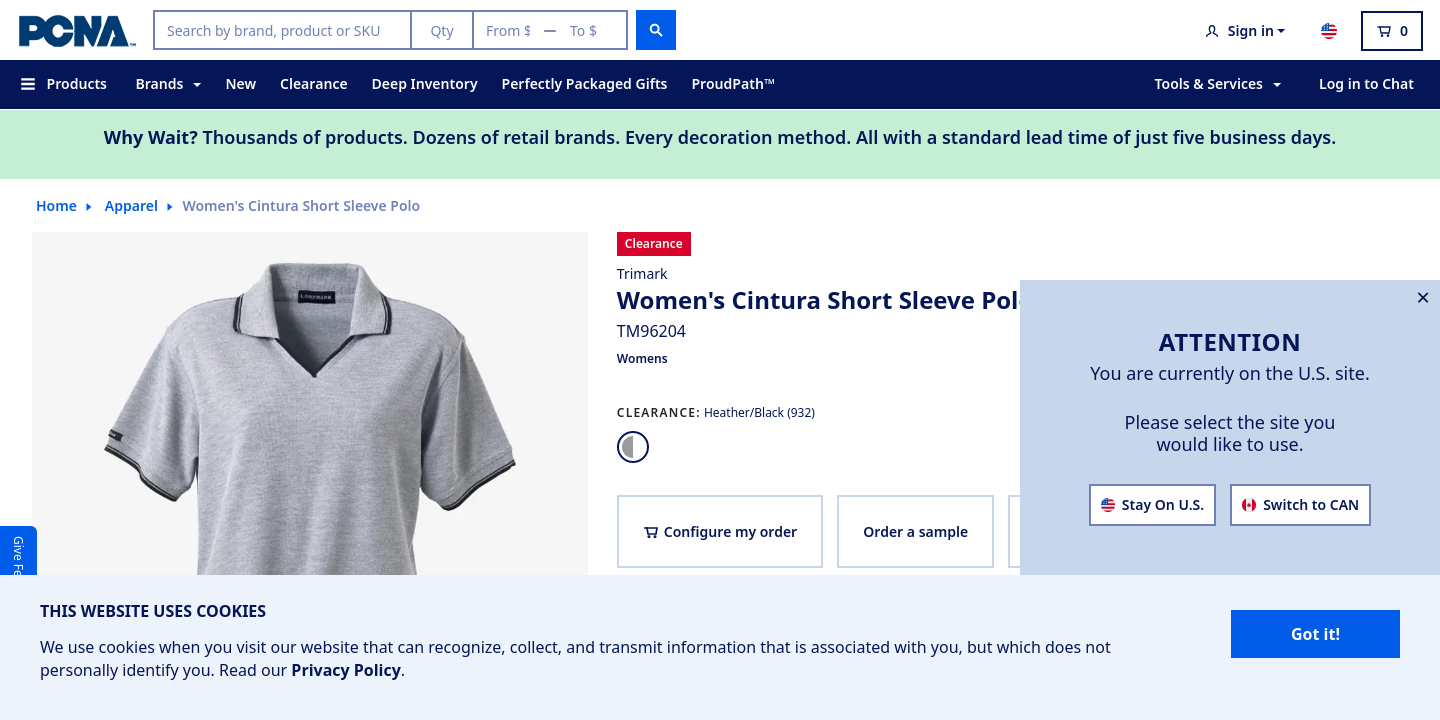 PCNA
Search by brand, product or SKU
Qty
From $ — To $
Sign in
0
Products
Brands
New
Clearance
Deep Inventory
Perfectly Packaged Gifts
ProudPath™
Tools & Services
Log in to Chat
Why Wait? Thousands of products. Dozens of retail brands. Every decoration method. All with a standard lead time of just five business days.
Home
Apparel
Women's Cintura Short Sleeve Polo
Clearance
Trimark
Women's Cintura Short Sleeve Polo
TM96204
Womens
CLEARANCE: Heather/Black (932)
Configure my order
Order a sample
ATTENTION
You are currently on the U.S. site.
Please select the site you
would like to use.
Stay On U.S.
Switch to CAN
Give Fe
THIS WEBSITE USES COOKIES
We use cookies when you visit our website that can recognize, collect, and transmit information that is associated with you, but which does not
personally identify you. Read our Privacy Policy.
Got it!